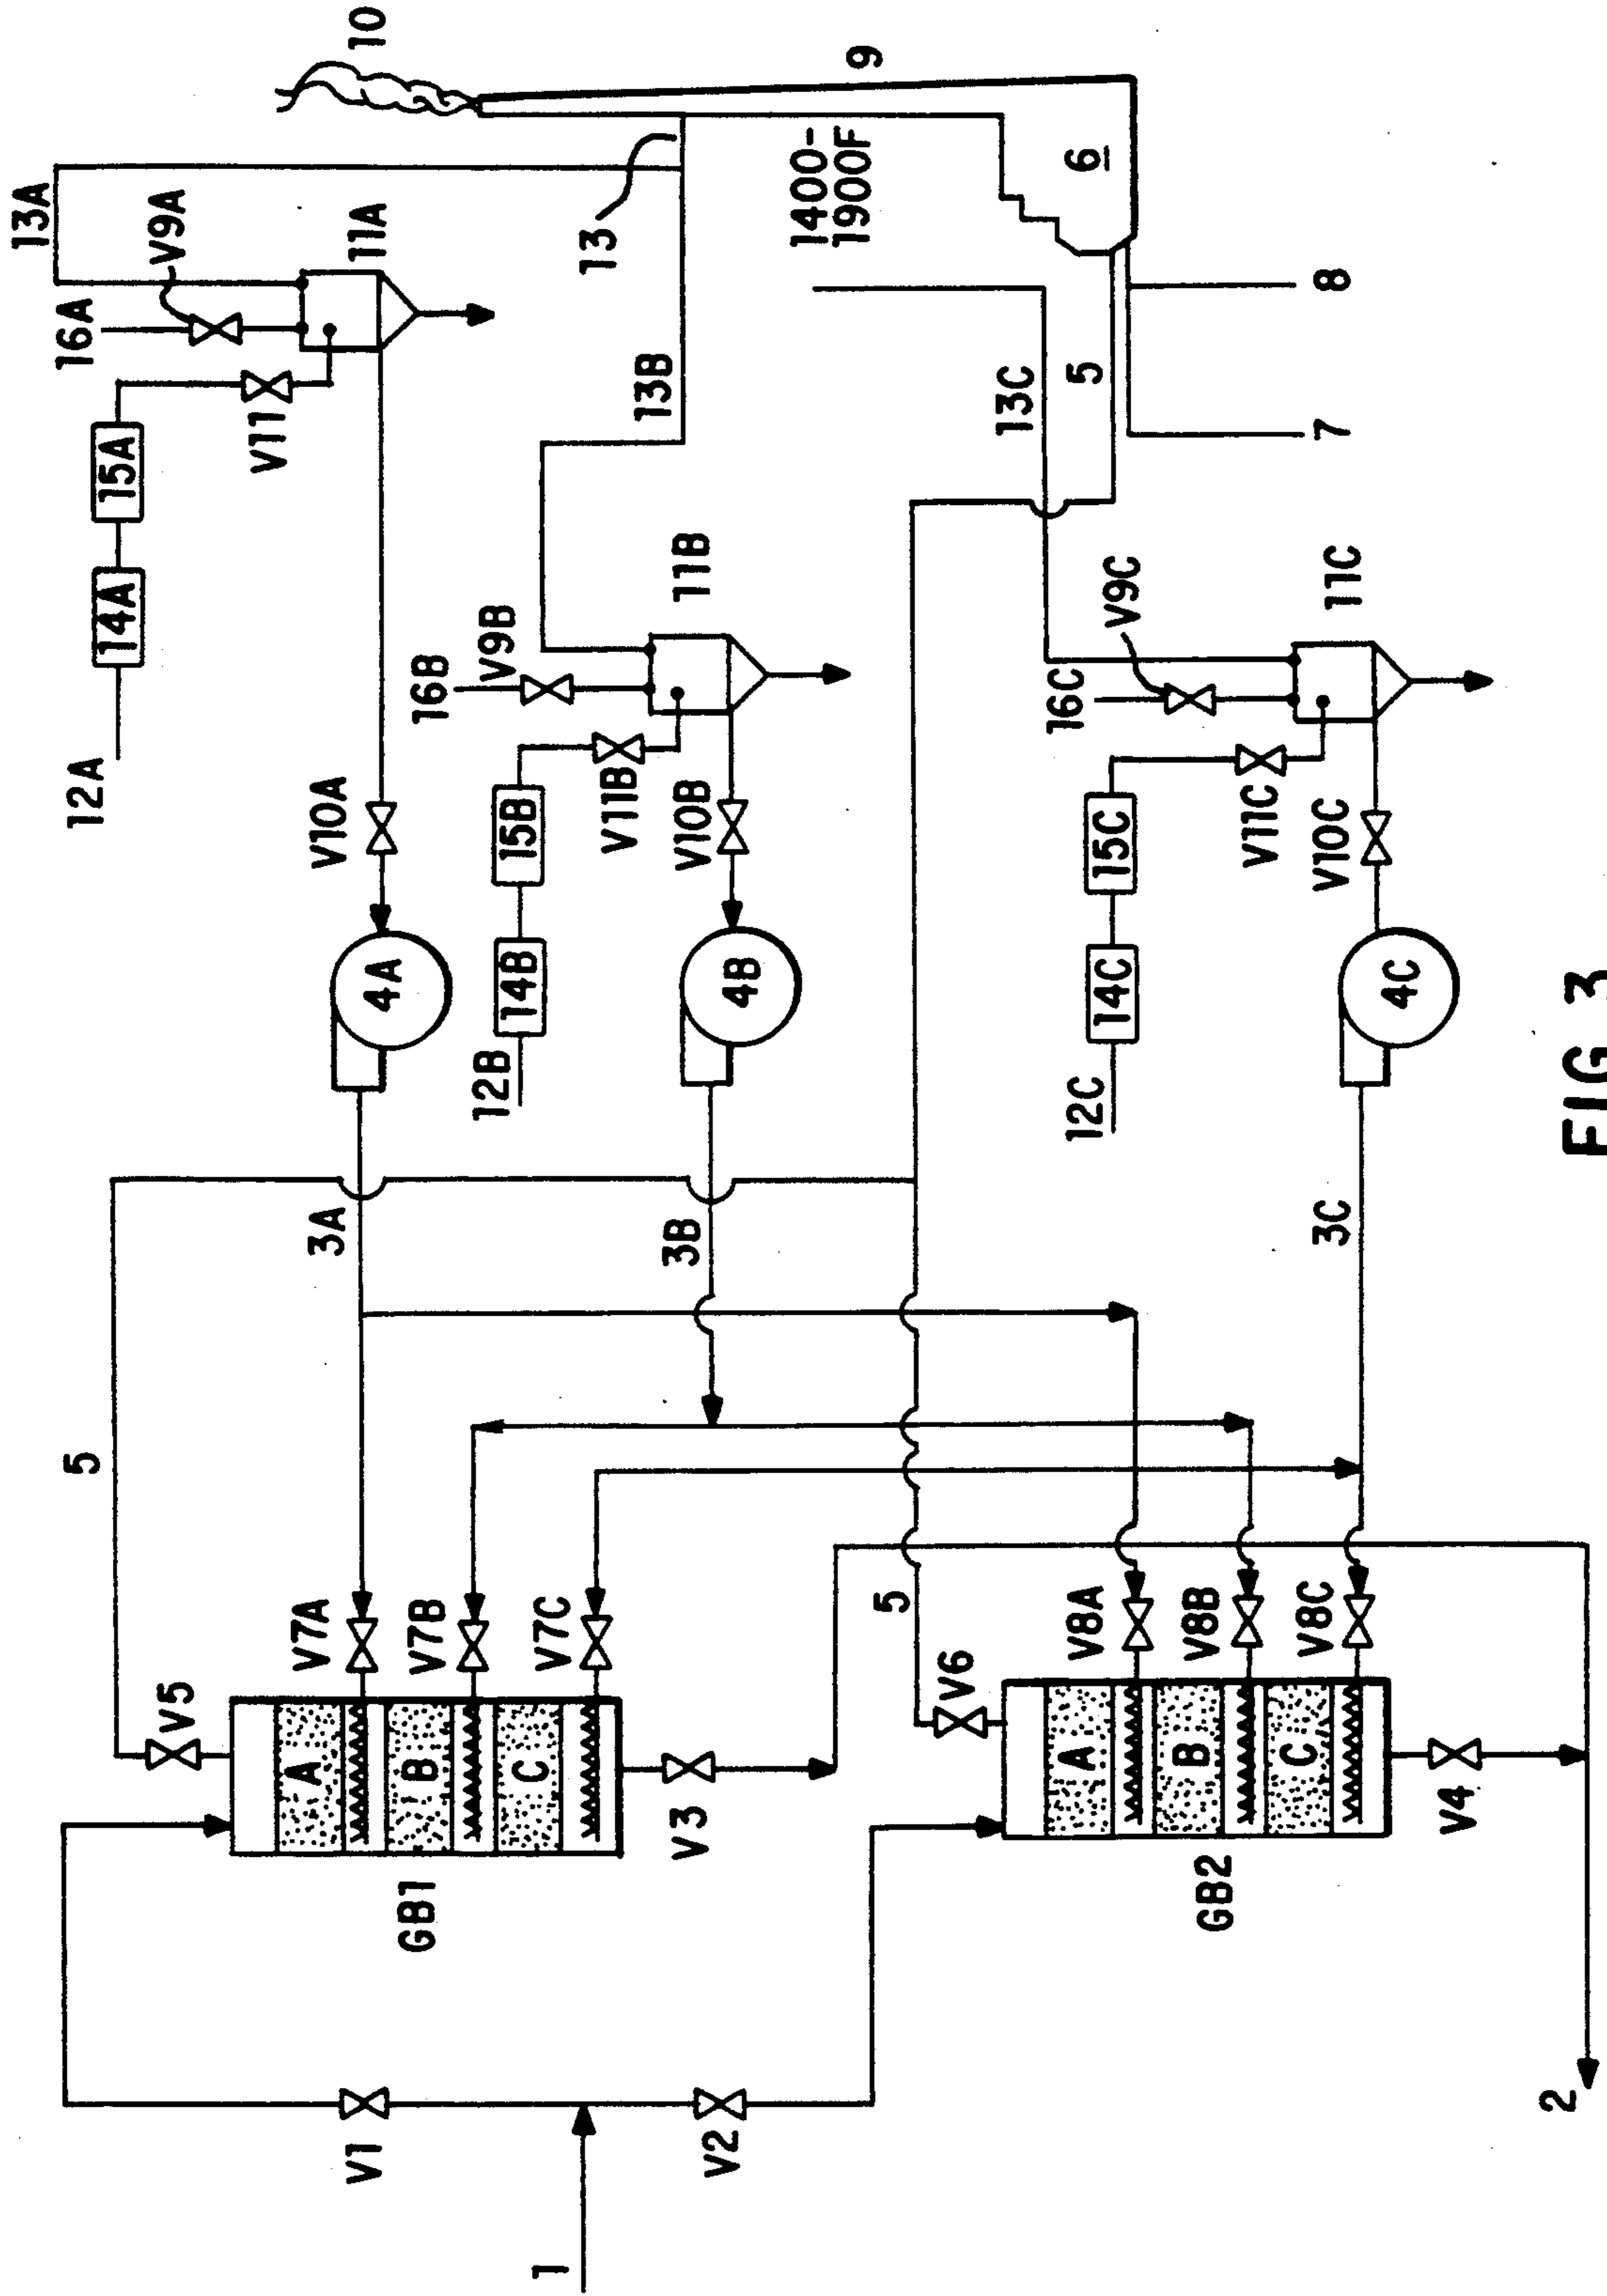 10
9
13A
V9A
11A
16A
13
1400-
1900F
6
8
7
V11
15A
14A
12A
13B
13C
5
11B
V9B
16B
V9C
11C
16C
V10A
15B
V11B
V10B
14B
12B
15C
V11C
V10C
14C
12C
4A
4B
4C
FIG 3
3A
3B
3C
5
5
V5
V7A
V7B
V7C
V6
V8A
V8B
V8C
A
B
C
A
B
C
V3
V4
GB1
GB2
V1
V2
1
2